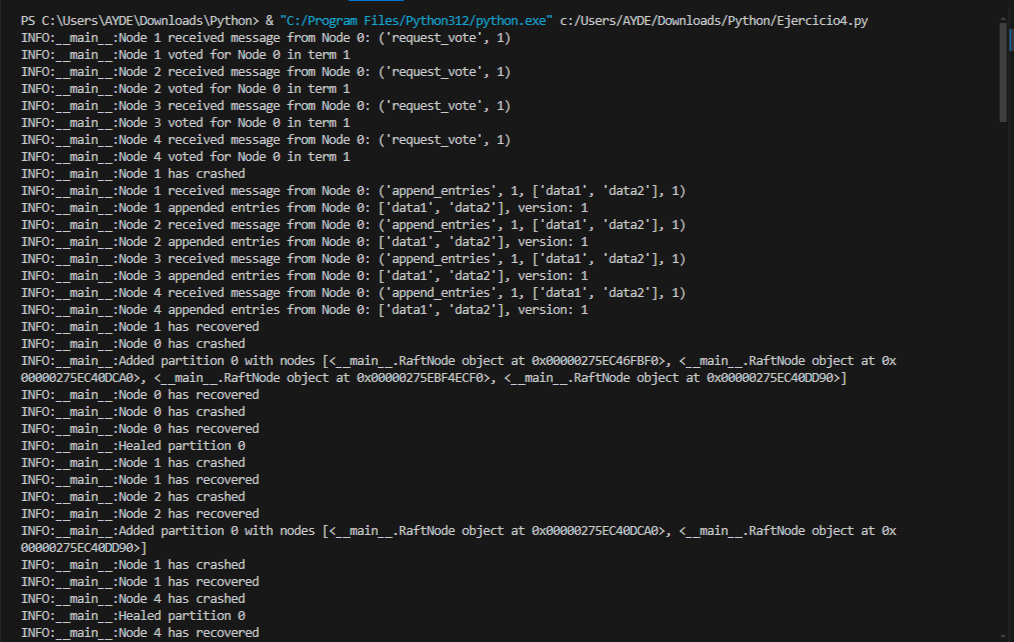 PS C:\Users\AYDE\Downloads\Python> & "C:/Program Files/Python312/python.exe" c:/Users/AYDE/Downloads/Python/Ejercicio4.py
INFO:__main__:Node 1 received message from Node 0: ('request_vote', 1)
INFO:__main__:Node 1 voted for Node 0 in term 1
INFO:__main__:Node 2 received message from Node 0: ('request_vote', 1)
INFO:__main__:Node 2 voted for Node 0 in term 1
INFO:__main__:Node 3 received message from Node 0: ('request_vote', 1)
INFO:__main__:Node 3 voted for Node 0 in term 1
INFO:__main__:Node 4 received message from Node 0: ('request_vote', 1)
INFO:__main__:Node 4 voted for Node 0 in term 1
INFO:__main__:Node 1 has crashed
INFO:__main__:Node 1 received message from Node 0: ('append_entries', 1, ['data1', 'data2'], 1)
INFO:__main__:Node 1 appended entries from Node 0: ['data1', 'data2'], version: 1
INFO:__main__:Node 2 received message from Node 0: ('append_entries', 1, ['data1', 'data2'], 1)
INFO:__main__:Node 2 appended entries from Node 0: ['data1', 'data2'], version: 1
INFO:__main__:Node 3 received message from Node 0: ('append_entries', 1, ['data1', 'data2'], 1)
INFO:__main__:Node 3 appended entries from Node 0: ['data1', 'data2'], version: 1
INFO:__main__:Node 4 received message from Node 0: ('append_entries', 1, ['data1', 'data2'], 1)
INFO:__main__:Node 4 appended entries from Node 0: ['data1', 'data2'], version: 1
INFO:__main__:Node 1 has recovered
INFO:__main__:Node 0 has crashed
INFO:__main__:Added partition 0 with nodes [<__main__.RaftNode object at 0x00000275EC46FBF0>, <__main__.RaftNode object at 0x
00000275EC40DCA0>, <__main__.RaftNode object at 0x00000275EBF4ECF0>, <__main__.RaftNode object at 0x00000275EC40DD90>]
INFO:__main__:Node 0 has recovered
INFO:__main__:Node 0 has crashed
INFO:__main__:Node 0 has recovered
INFO:__main__:Healed partition 0
INFO:__main__:Node 1 has crashed
INFO:__main__:Node 1 has recovered
INFO:__main__:Node 2 has crashed
INFO:__main__:Node 2 has recovered
INFO:__main__:Added partition 0 with nodes [<__main__.RaftNode object at 0x00000275EC40DCA0>, <__main__.RaftNode object at 0x
00000275EC40DD90>]
INFO:__main__:Node 1 has crashed
INFO:__main__:Node 1 has recovered
INFO:__main__:Node 4 has crashed
INFO:__main__:Healed partition 0
INFO:__main__:Node 4 has recovered